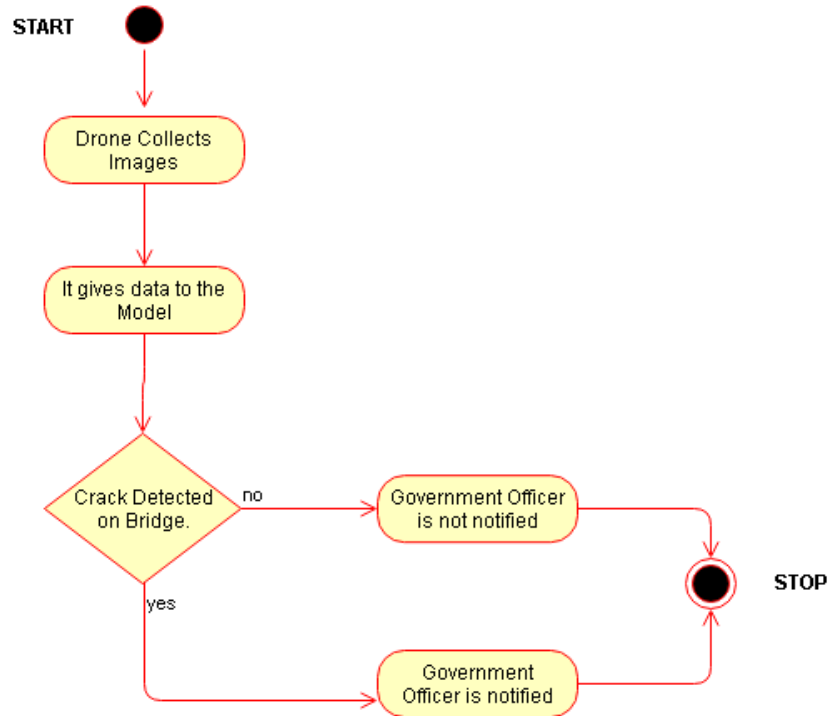 START
Drone Collects
Images
It gives data to the
Model
Crack Detected
on Bridge.
no
Government Officer
is not notified
STOP
yes
Government
Officer is notified